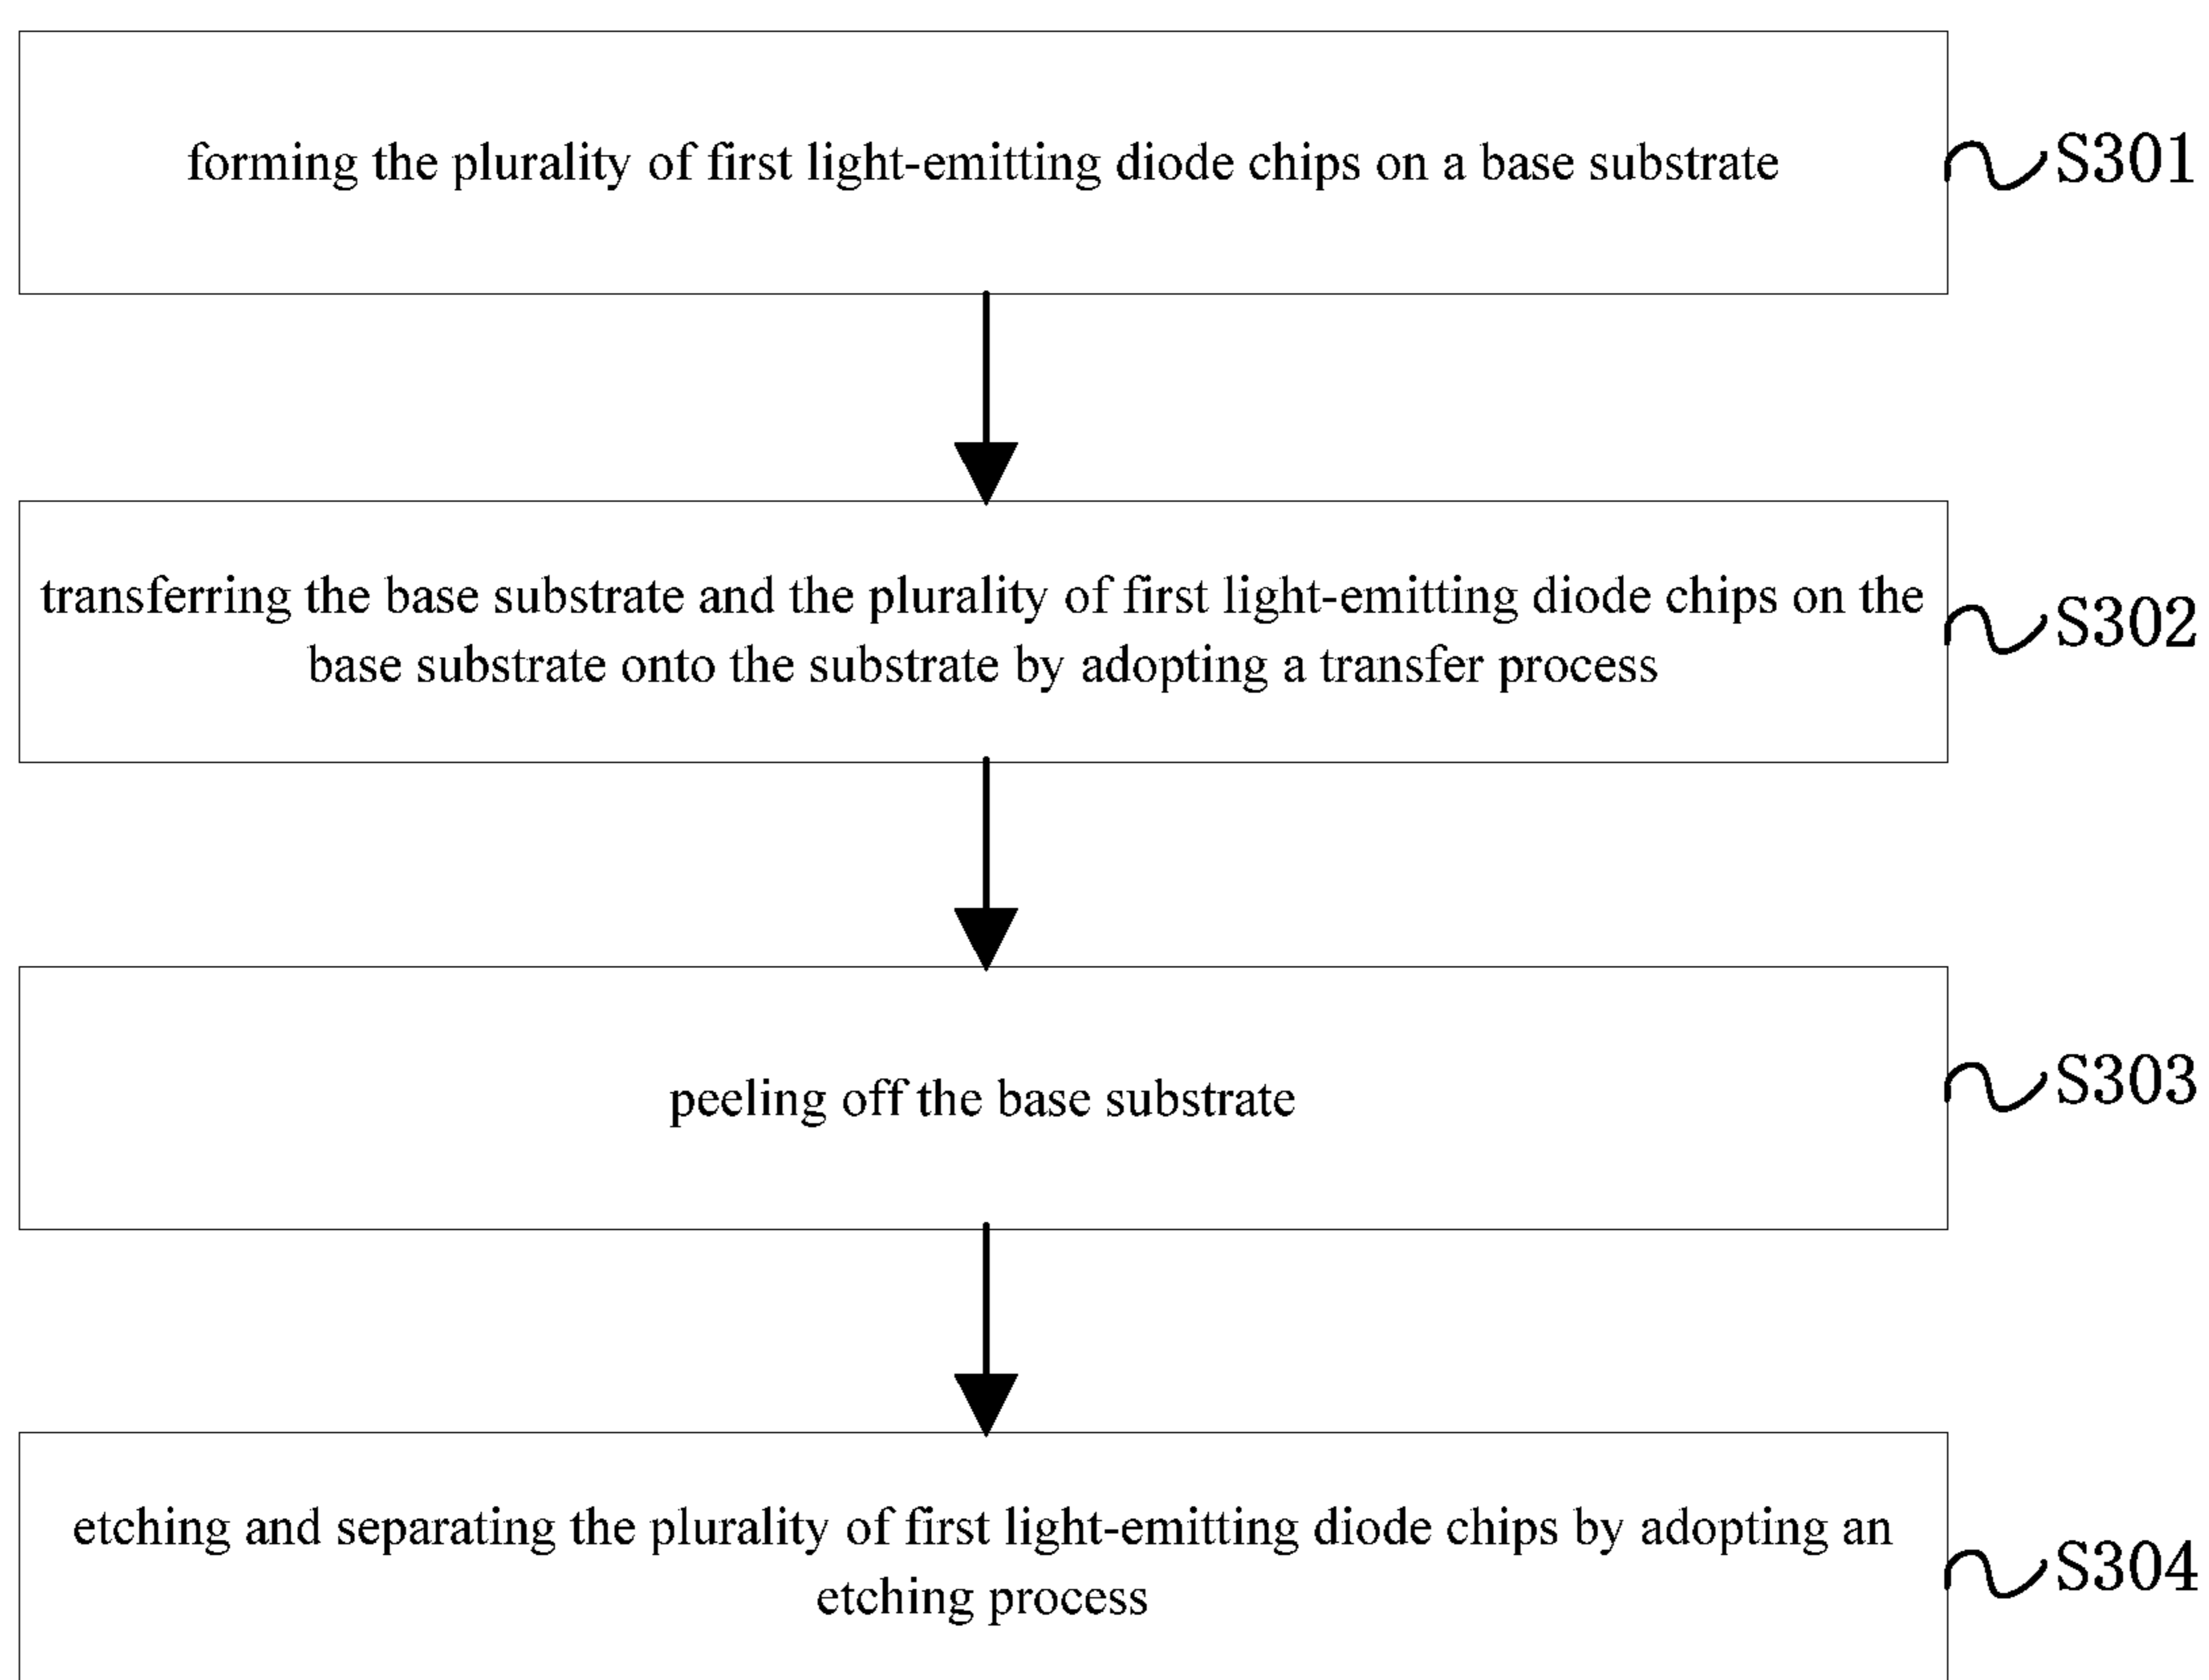 forming the plurality of first light-emitting diode chips on a base substrate
S301
transferring the base substrate and the plurality of first light-emitting diode chips on the
base substrate onto the substrate by adopting a transfer process
S302
peeling off the base substrate
S303
etching and separating the plurality of first light-emitting diode chips by adopting an
etching process
S304